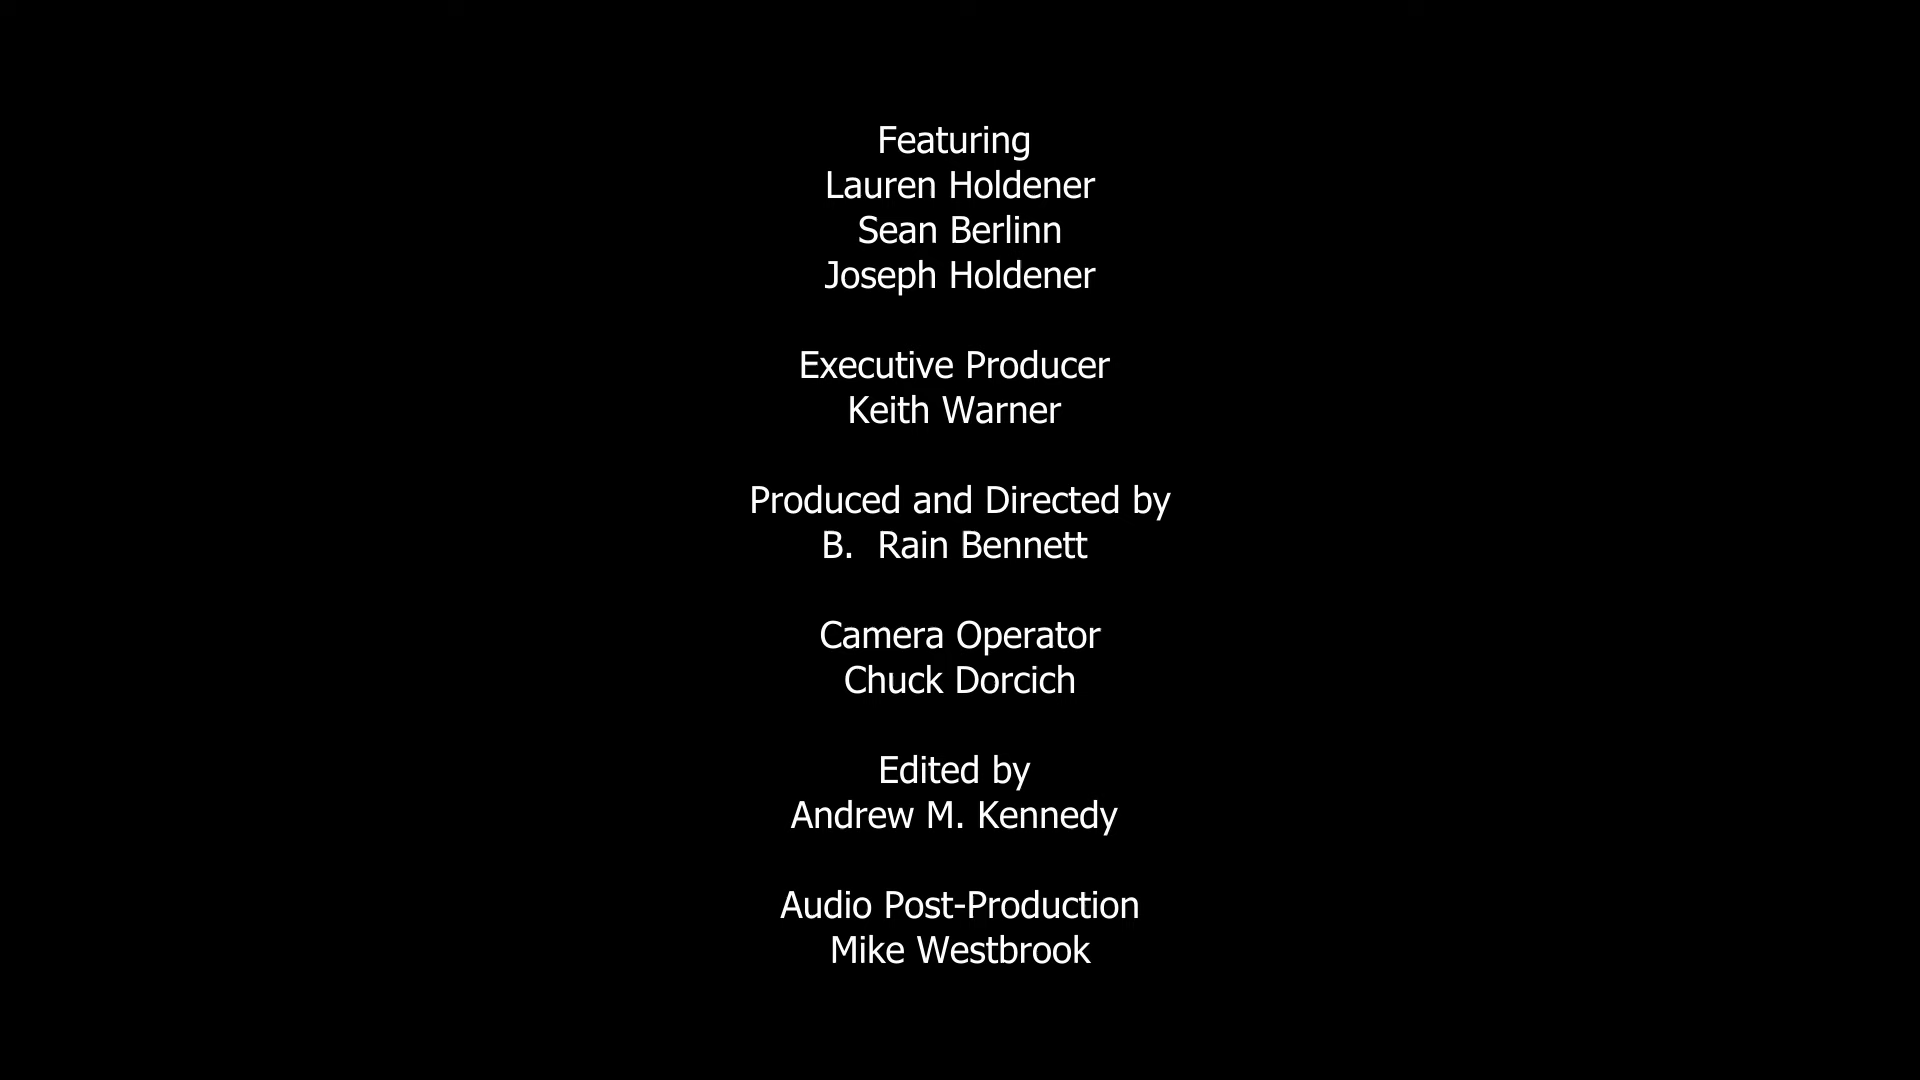 Featuring
Lauren Holdener
Sean Berlinn
Joseph Holdener
Executive Producer
Keith Warner
Produced and Directed by
B.  Rain Bennett
Camera Operator
Chuck Dorcich
Edited by
Andrew M. Kennedy
Audio Post-Production
Mike Westbrook